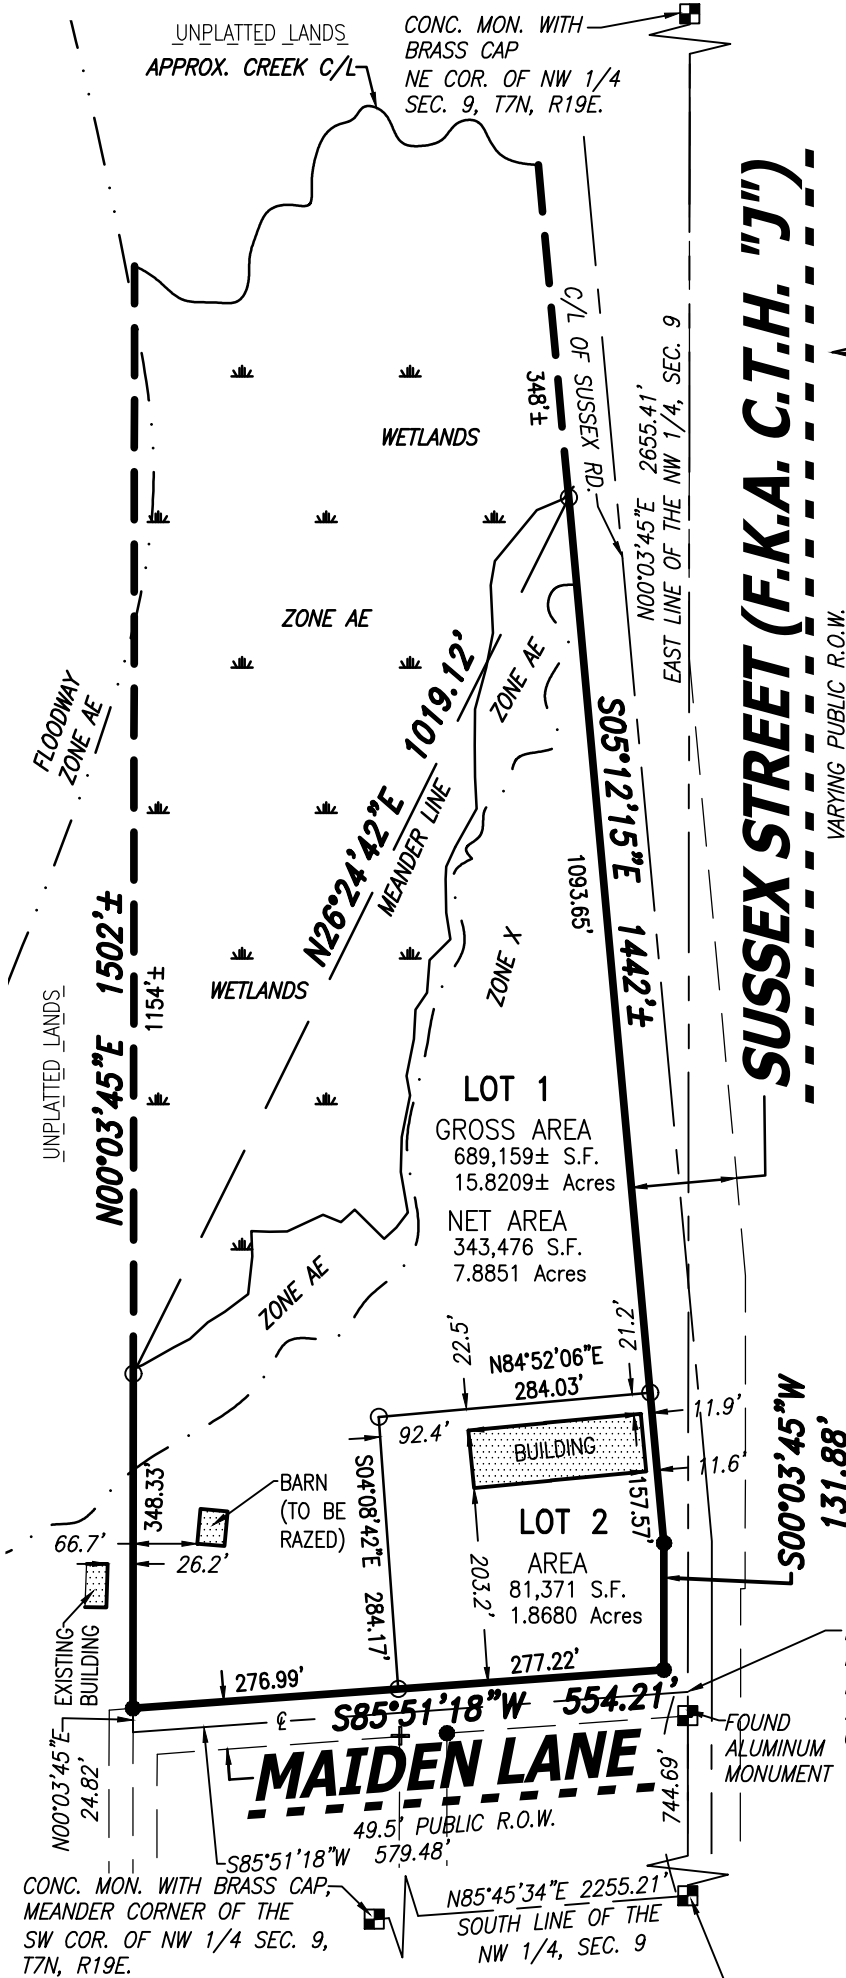 UNPLATTED LANDS
APPROX. CREEK C/L
CONC. MON. WITH
BRASS CAP
NE COR. OF NW 1/4
SEC. 9, T7N, R19E.
SUSSEX STREET (F.K.A. C.T.H. "J")
VARYING PUBLIC R.O.W.
C/L OF SUSSEX RD.
348'±
N00°03'45"E 2655.41'
EAST LINE OF THE NW 1/4, SEC. 9
WETLANDS
ZONE AE
ZONE AE
FLOODWAY
ZONE AE
N26°24'42"E 1019.12'
MEANDER LINE
S05°12'15"E 1442'±
1093.65'
ZONE X
WETLANDS
UNPLATTED LANDS
N00°03'45"E 1502'±
1154'±
LOT 1
GROSS AREA
689,159± S.F.
15.8209± Acres
NET AREA
343,476 S.F.
7.8851 Acres
ZONE AE
22.5'
N84°52'06"E
284.03'
21.2'
11.9'
92.4'
BUILDING
11.6'
S00°03'45"W
131.88'
157.57'
348.33'
BARN
(TO BE
RAZED)
S04°08'42"E 284.17'
LOT 2
AREA
81,371 S.F.
1.8680 Acres
203.2'
66.7'
26.2'
EXISTING
BUILDING
276.99'
277.22'
S85°51'18"W 554.21'
MAIDEN LANE
49.5' PUBLIC R.O.W.
N00°03'45"E
24.82'
S85°51'18"W 579.48'
744.69'
FOUND
ALUMINUM
MONUMENT
CONC. MON. WITH BRASS CAP,
MEANDER CORNER OF THE
SW COR. OF NW 1/4 SEC. 9,
T7N, R19E.
N85°45'34"E 2255.21'
SOUTH LINE OF THE
NW 1/4, SEC. 9